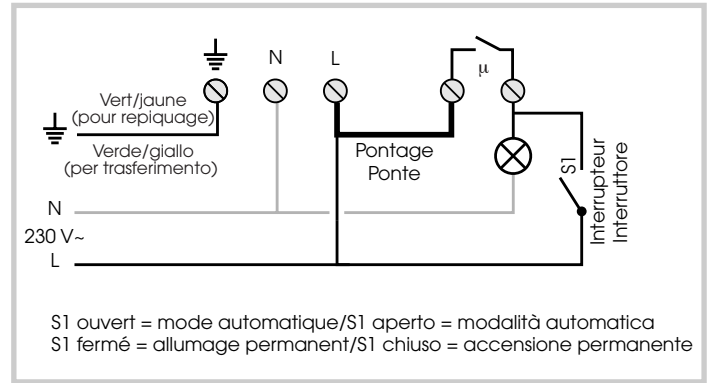 N
L
μ
Vert/jaune
(pour repiquage)
Verde/giallo
(per trasferimento)
Pontage
Ponte
S1
Interrupteur
Interruttore
N
230 V~
L
S1 ouvert = mode automatique/S1 aperto = modalità automatica
S1 fermé = allumage permanent/S1 chiuso = accensione permanente